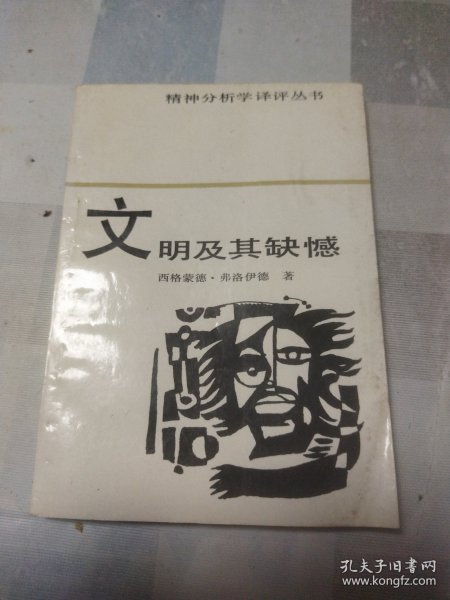 精神分析学译评丛书
文明及其缺憾
西格蒙德·弗洛伊德 著
孔夫子旧书网
www.kongfz.com